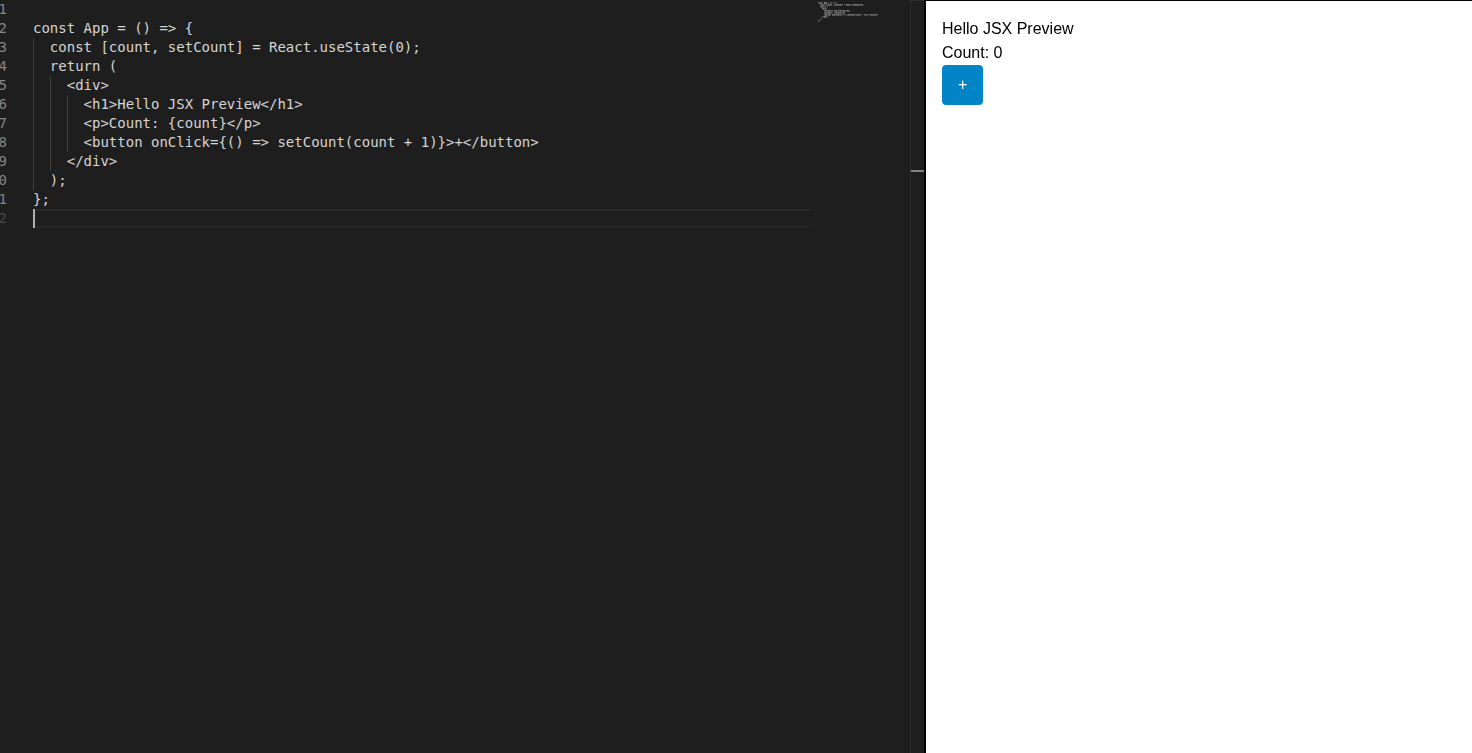 1
2 const App = () => {
3   const [count, setCount] = React.useState(0);
4   return (
5     <div>
6       <h1>Hello JSX Preview</h1>
7       <p>Count: {count}</p>
8       <button onClick={() => setCount(count + 1)}>+</button>
9     </div>
0   );
1 };
2
Hello JSX Preview
Count: 0
+